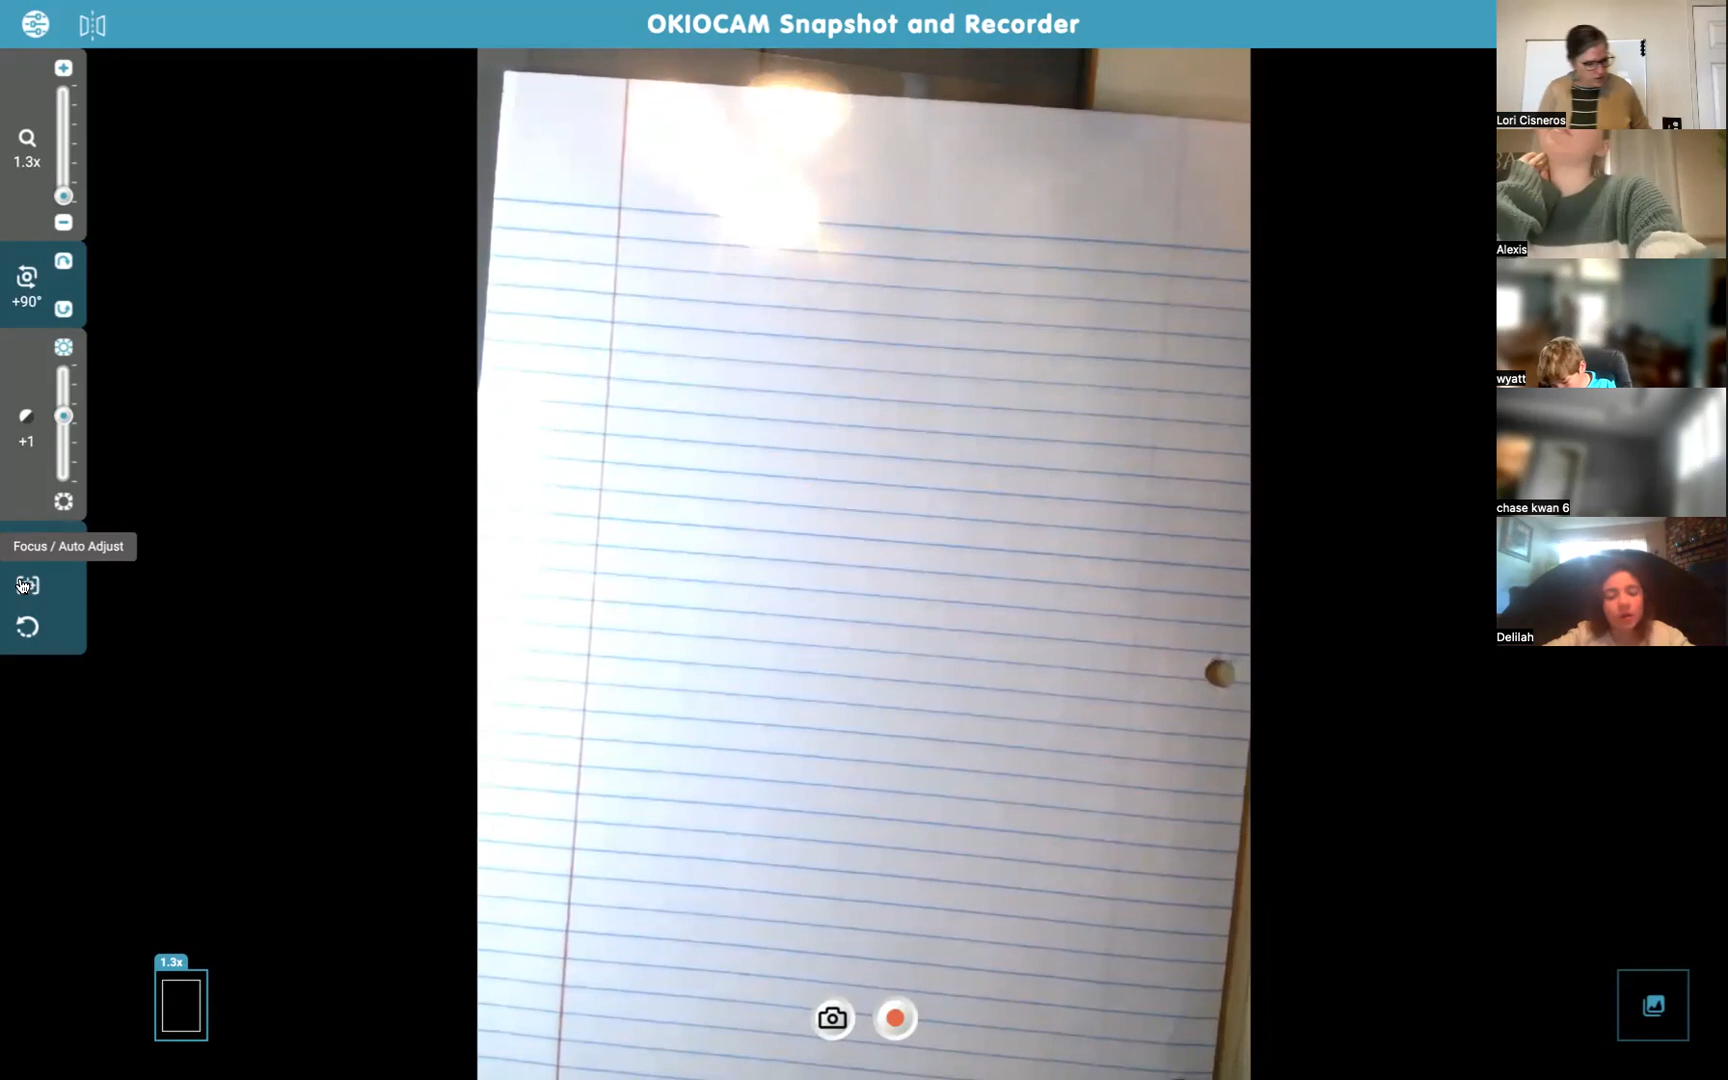 OKIOCAM Snapshot and Recorder
1.3x
+90°
+1
Focus / Auto Adjust
1.3x
Lori Cisneros
Alexis
wyatt
chase kwan 6
Delilah